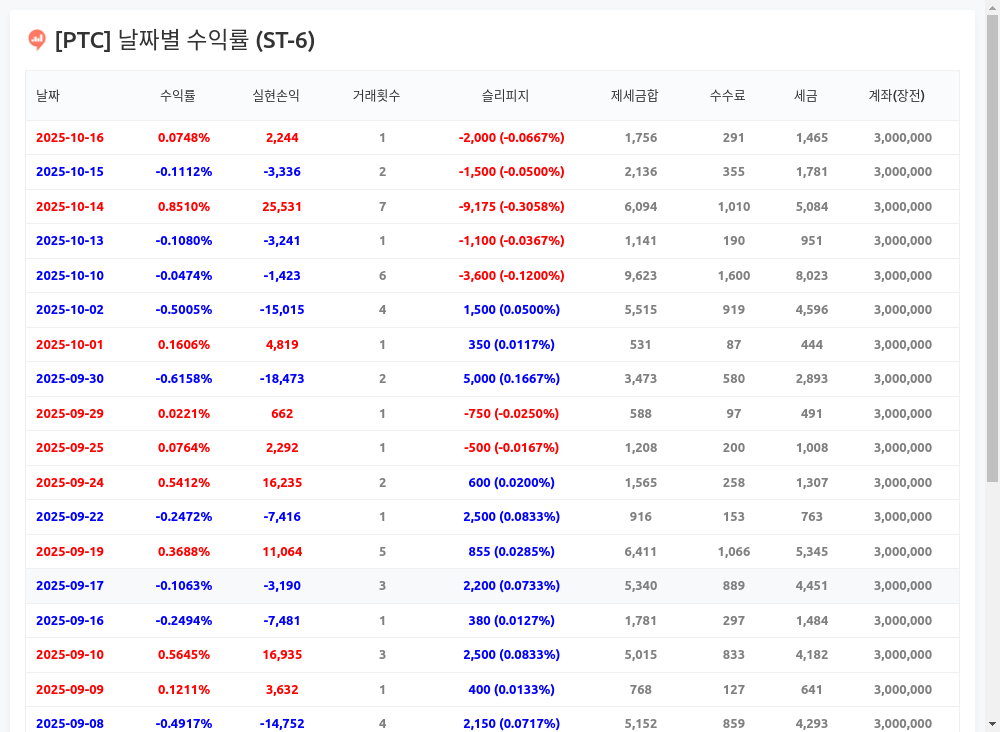 [PTC] 날짜별 수익률 (ST-6)
날짜 수익률 실현손익 거래횟수 슬리피지 제세금합 수수료 세금 계좌(장전)
2025-10-16 0.0748% 2,244 1 -2,000 (-0.0667%) 1,756 291 1,465 3,000,000
2025-10-15 -0.1112% -3,336 2 -1,500 (-0.0500%) 2,136 355 1,781 3,000,000
2025-10-14 0.8510% 25,531 7 -9,175 (-0.3058%) 6,094 1,010 5,084 3,000,000
2025-10-13 -0.1080% -3,241 1 -1,100 (-0.0367%) 1,141 190 951 3,000,000
2025-10-10 -0.0474% -1,423 6 -3,600 (-0.1200%) 9,623 1,600 8,023 3,000,000
2025-10-02 -0.5005% -15,015 4 1,500 (0.0500%) 5,515 919 4,596 3,000,000
2025-10-01 0.1606% 4,819 1 350 (0.0117%) 531 87 444 3,000,000
2025-09-30 -0.6158% -18,473 2 5,000 (0.1667%) 3,473 580 2,893 3,000,000
2025-09-29 0.0221% 662 1 -750 (-0.0250%) 588 97 491 3,000,000
2025-09-25 0.0764% 2,292 1 -500 (-0.0167%) 1,208 200 1,008 3,000,000
2025-09-24 0.5412% 16,235 2 600 (0.0200%) 1,565 258 1,307 3,000,000
2025-09-22 -0.2472% -7,416 1 2,500 (0.0833%) 916 153 763 3,000,000
2025-09-19 0.3688% 11,064 5 855 (0.0285%) 6,411 1,066 5,345 3,000,000
2025-09-17 -0.1063% -3,190 3 2,200 (0.0733%) 5,340 889 4,451 3,000,000
2025-09-16 -0.2494% -7,481 1 380 (0.0127%) 1,781 297 1,484 3,000,000
2025-09-10 0.5645% 16,935 3 2,500 (0.0833%) 5,015 833 4,182 3,000,000
2025-09-09 0.1211% 3,632 1 400 (0.0133%) 768 127 641 3,000,000
2025-09-08 -0.4917% -14,752 4 2,150 (0.0717%) 5,152 859 4,293 3,000,000